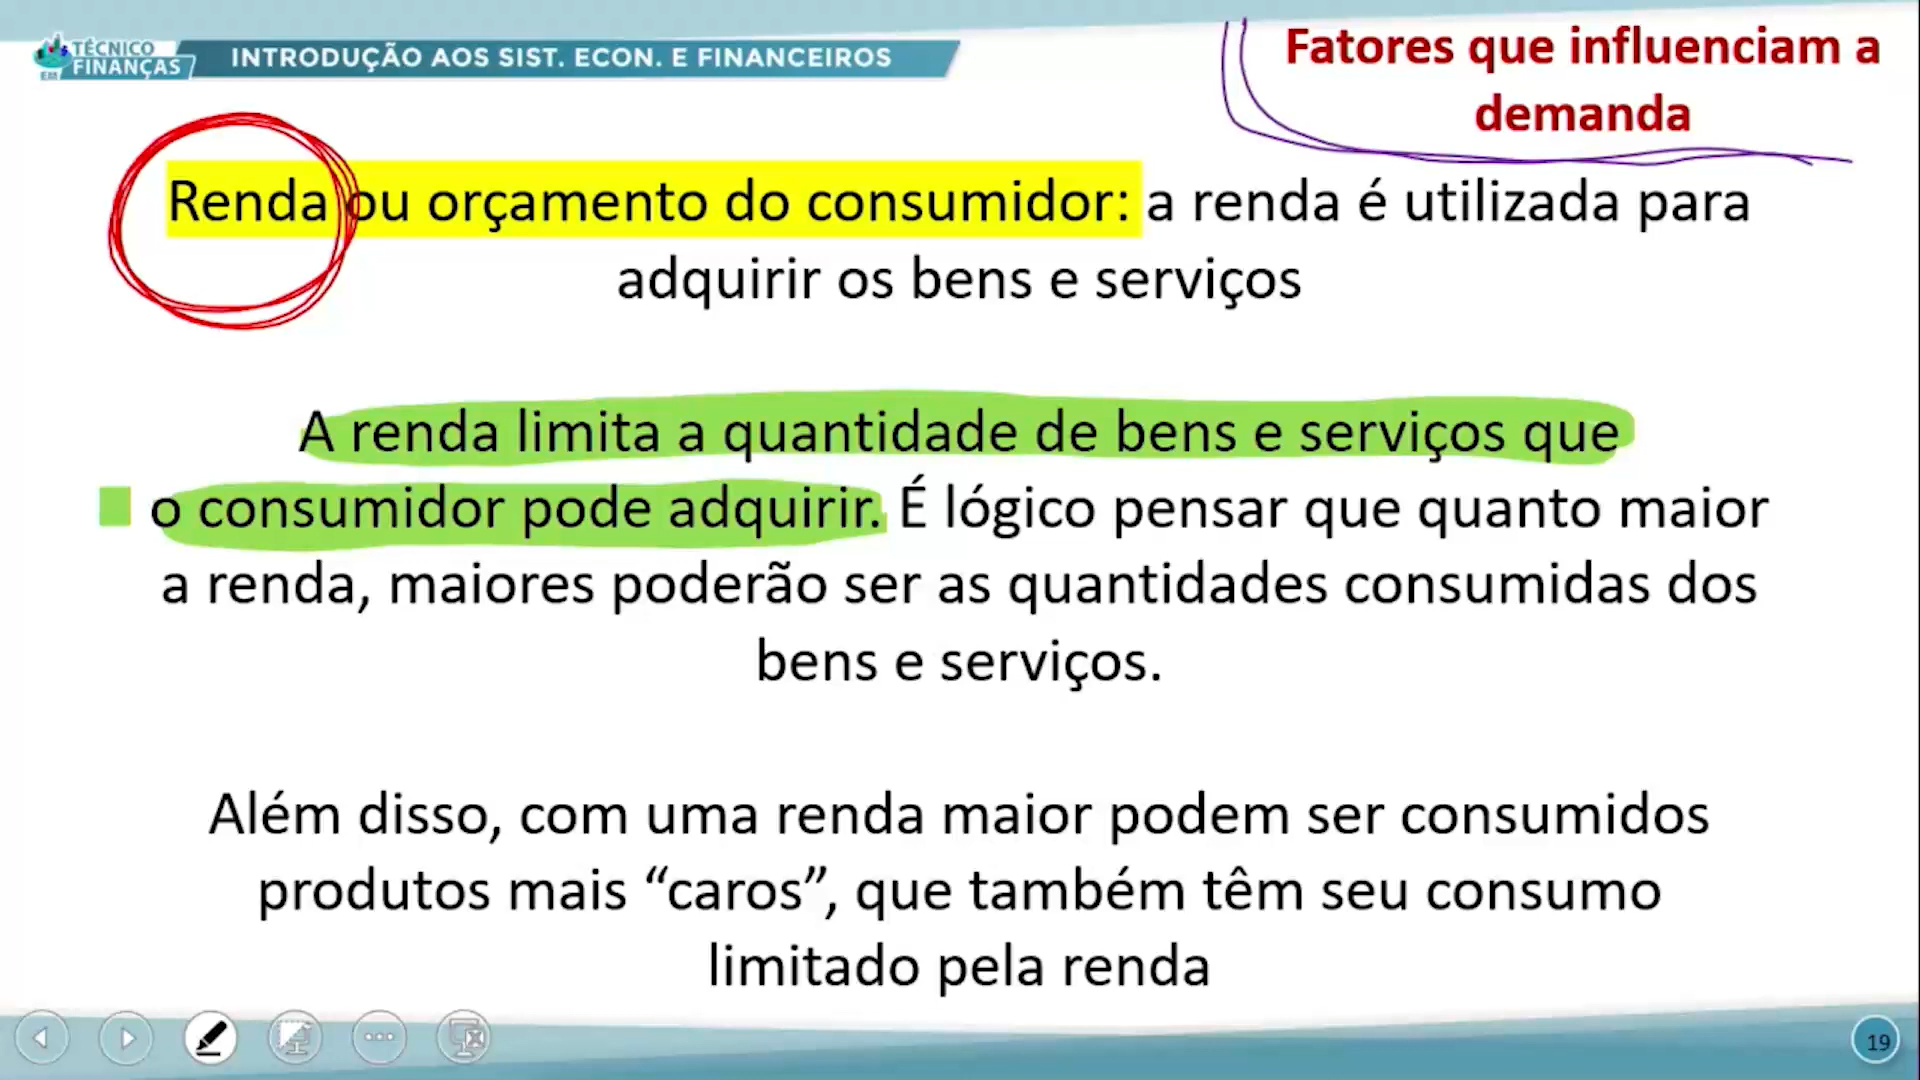 TÉCNICO
EM FINANÇAS
INTRODUÇÃO AOS SIST. ECON. E FINANCEIROS
Fatores que influenciam a
demanda
Renda ou orçamento do consumidor: a renda é utilizada para
adquirir os bens e serviços
A renda limita a quantidade de bens e serviços que
o consumidor pode adquirir. É lógico pensar que quanto maior
a renda, maiores poderão ser as quantidades consumidas dos
bens e serviços.
Além disso, com uma renda maior podem ser consumidos
produtos mais “caros”, que também têm seu consumo
limitado pela renda
19